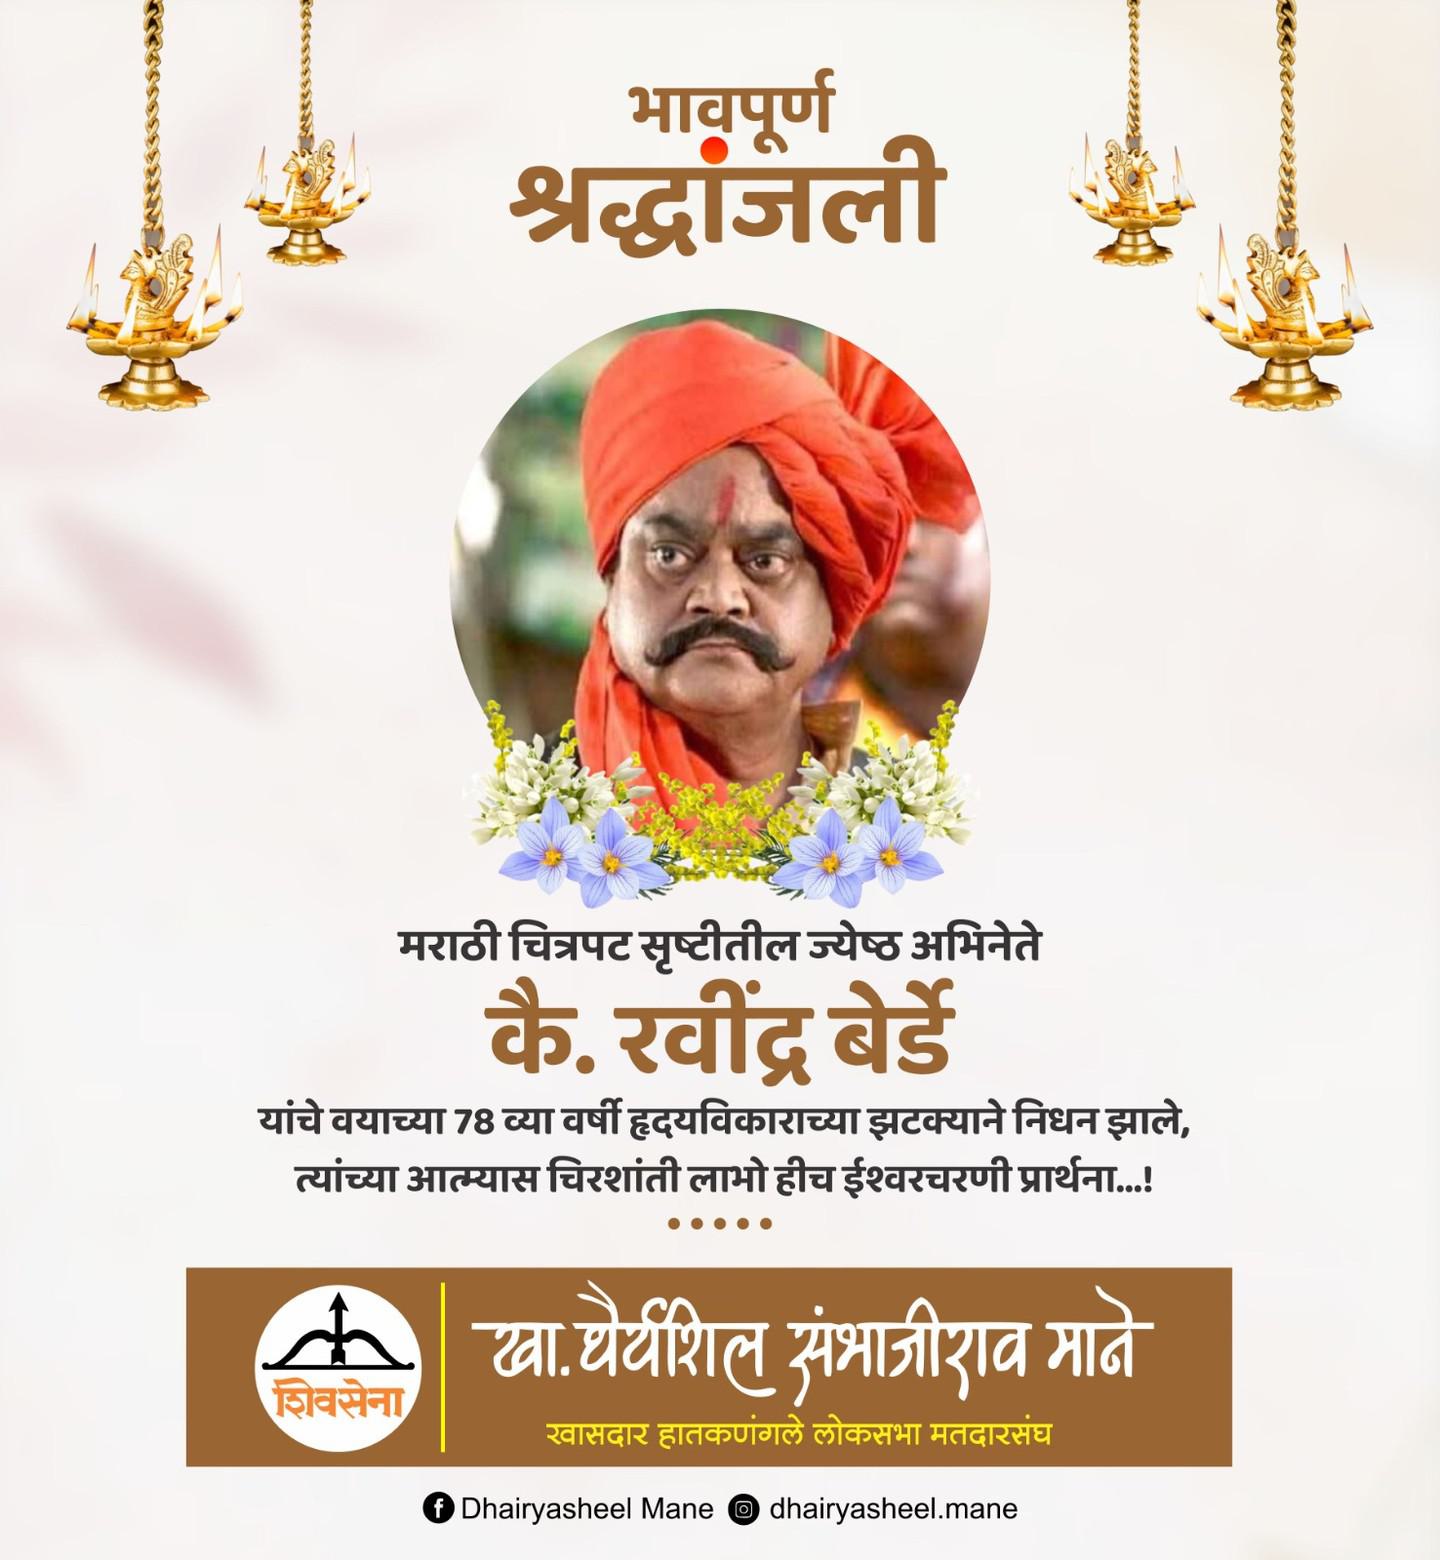 भावपूर्ण
श्रद्धांजली
मराठी चित्रपट सृष्टीतील ज्येष्ठ अभिनेते
कै. रवींद्र बेर्डे
यांचे वयाच्या 78 व्या वर्षी हृदयविकाराच्या झटक्याने निधन झाले,
त्यांच्या आत्म्यास चिरशांती लाभो हीच ईश्वरचरणी प्रार्थना...!
शिवसेना
खा. धैर्यशिल संभाजीराव माने
खासदार हातकणंगले लोकसभा मतदारसंघ
Dhairyasheel Mane dhairyasheel.mane